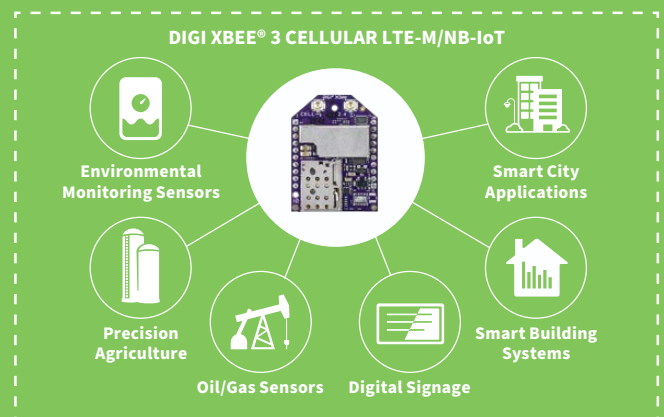 DIGI XBEE® 3 CELLULAR LTE-M/NB-IoT
Environmental
Monitoring Sensors
Smart City
Applications
Precision
Agriculture
Smart Building
Systems
Oil/Gas Sensors
Digital Signage